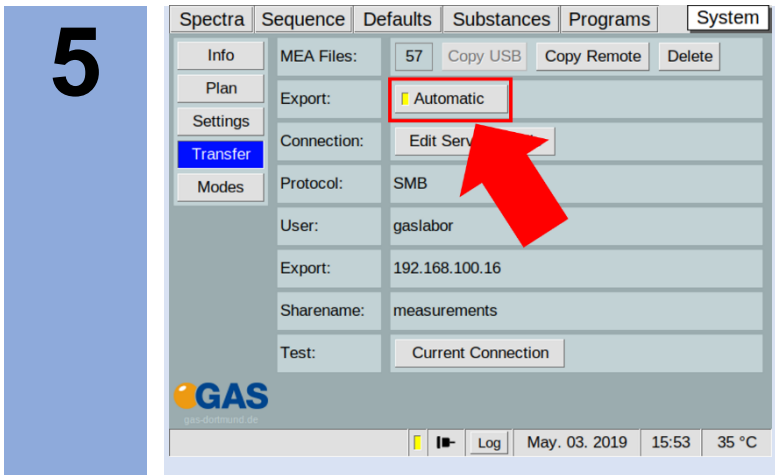 5
Spectra Sequence Defaults Substances Programs System
Info
Plan
Settings
Transfer
Modes
MEA Files: 57 Copy USB Copy Remote Delete
Export: Automatic
Connection: Edit
Protocol: SMB
User: gaslabor
Export: 192.168.100.16
Sharename: measurements
Test: Current Connection
GAS
gas-dortmund.de
Log May. 03. 2019 15:53 35 °C